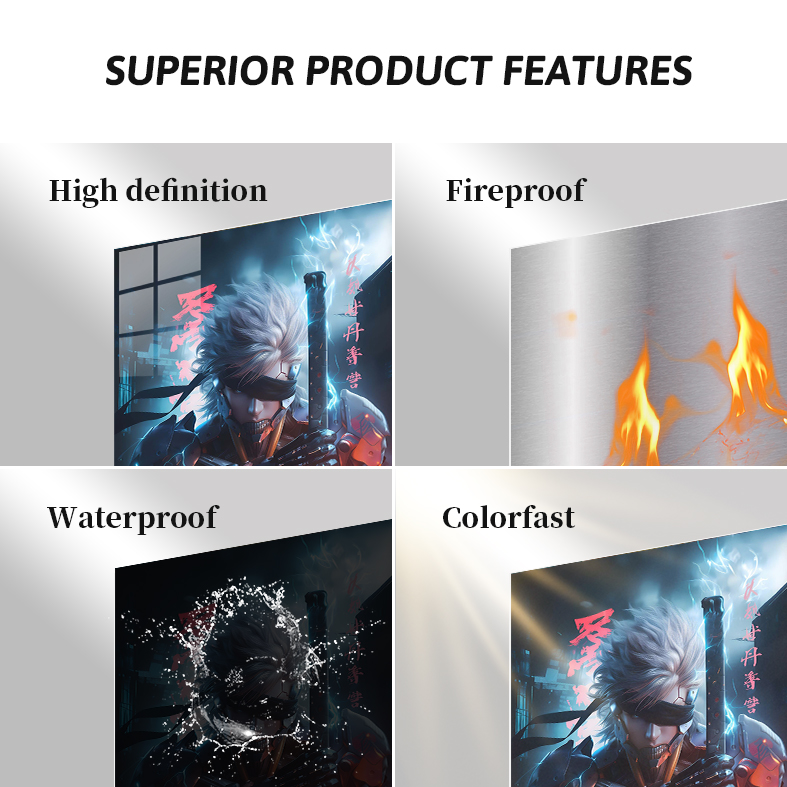 SUPERIOR PRODUCT FEATURES
High definition
Fireproof
Waterproof
Colorfast